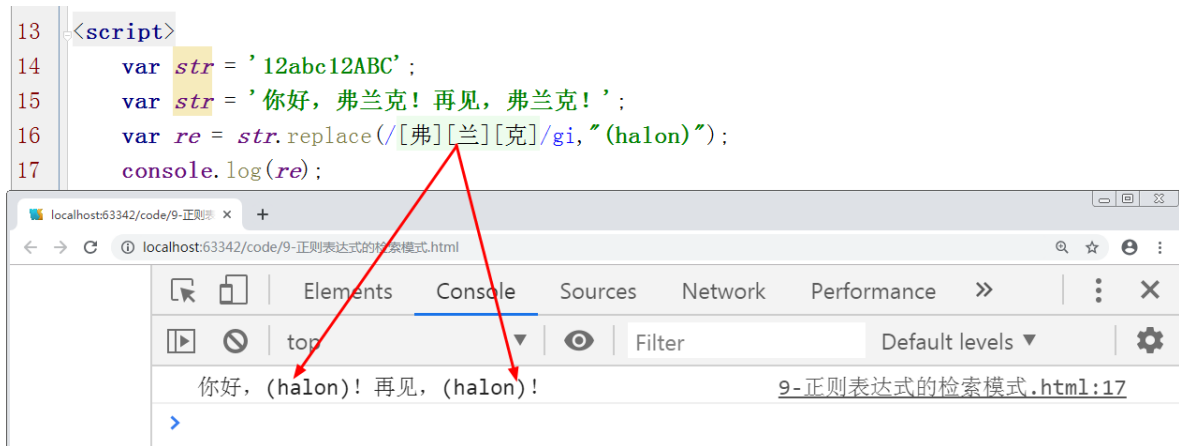 13 <script>
14 var str = '12abc12ABC';
15 var str = '你好，弗兰克！再见，弗兰克！';
16 var re = str.replace(/[弗][兰][克]/gi,"(halon)");
17 console.log(re);
localhost:63342/code/9-正则表 × +
localhost:63342/code/9-正则表达式的检索模式.html
Elements Console Sources Network Performance »
top ▼ Filter Default levels ▼
你好，(halon)！再见，(halon)！ 9-正则表达式的检索模式.html:17
>